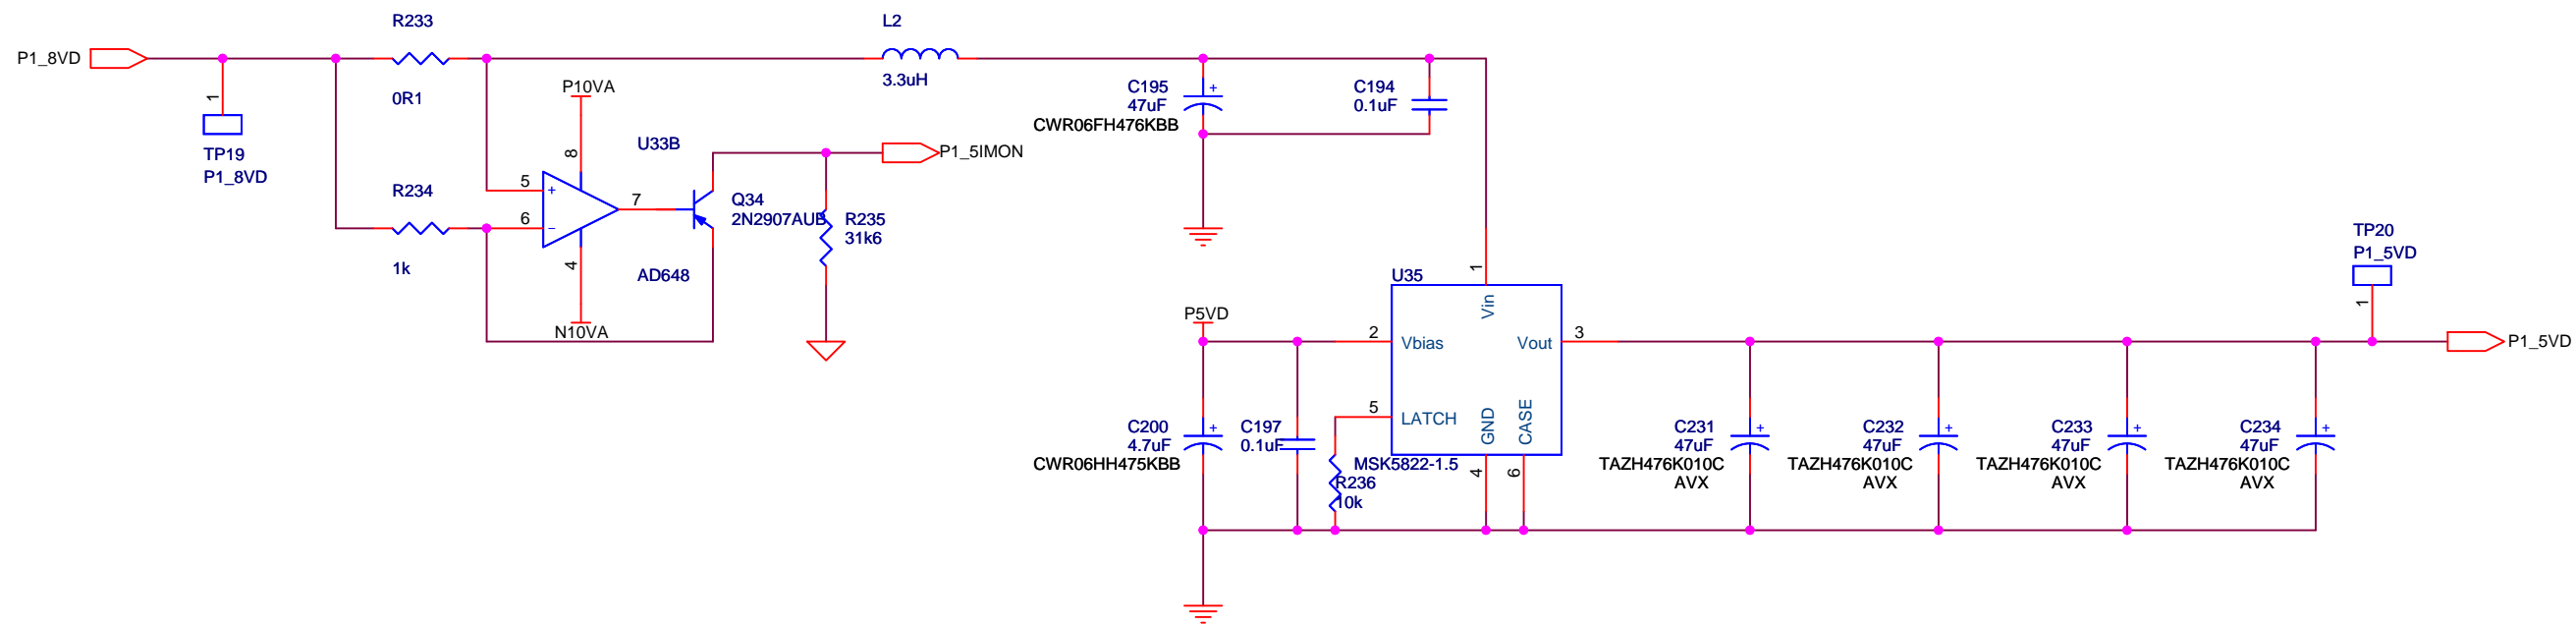 R233
L2
P1_8VD
3.3uH
0R1
P10VA
1
TP19
P1_8VD
U33B
8
P1_5IMON
R234
5
+
6
−
7
1k
4
AD648
N10VA
Q34
2N2907AUB
R235
31k6
C195
47uF
CWR06FH476KBB
+
C194
0.1uF
U35
1
Vin
P5VD
2
Vbias
Vout
3
5
LATCH
GND
CASE
4
6
MSK5822-1.5
C200
4.7uF
CWR06HH475KBB
+
C197
0.1uF
R236
10k
C231
47uF
TAZH476K010C
AVX
+
C232
47uF
TAZH476K010C
AVX
+
C233
47uF
TAZH476K010C
AVX
+
C234
47uF
TAZH476K010C
AVX
+
TP20
P1_5VD
1
P1_5VD